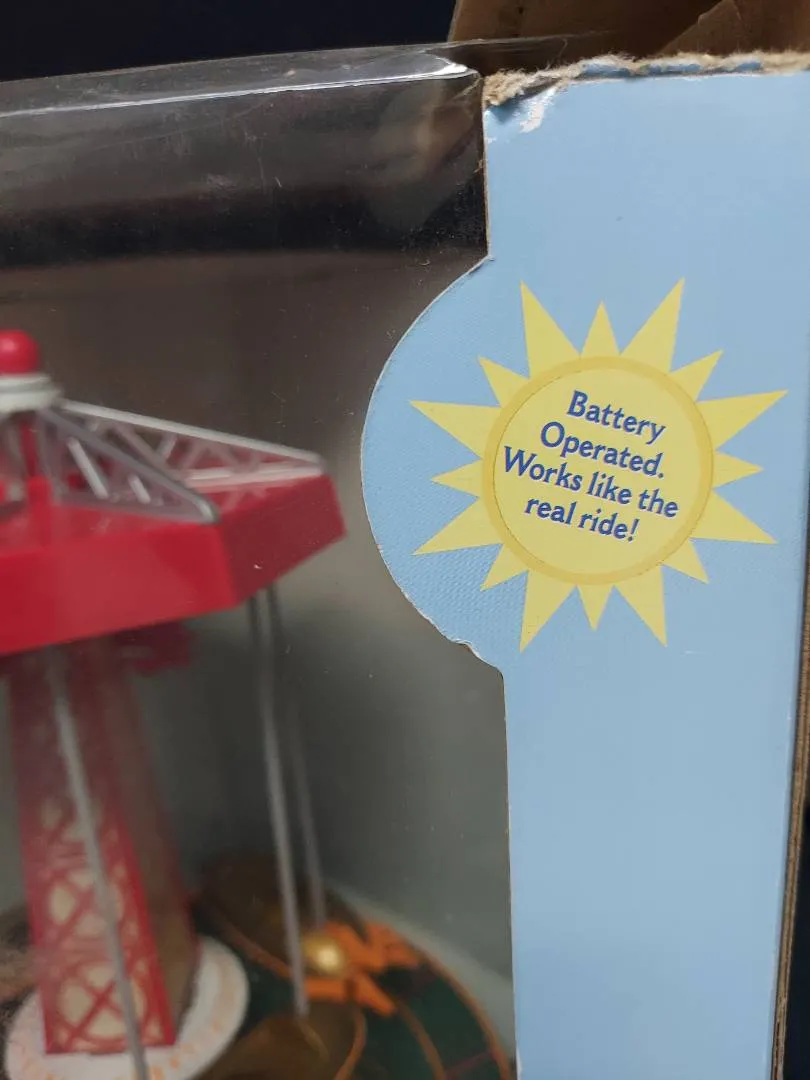 Battery
Operated.
Works like the
real ride!